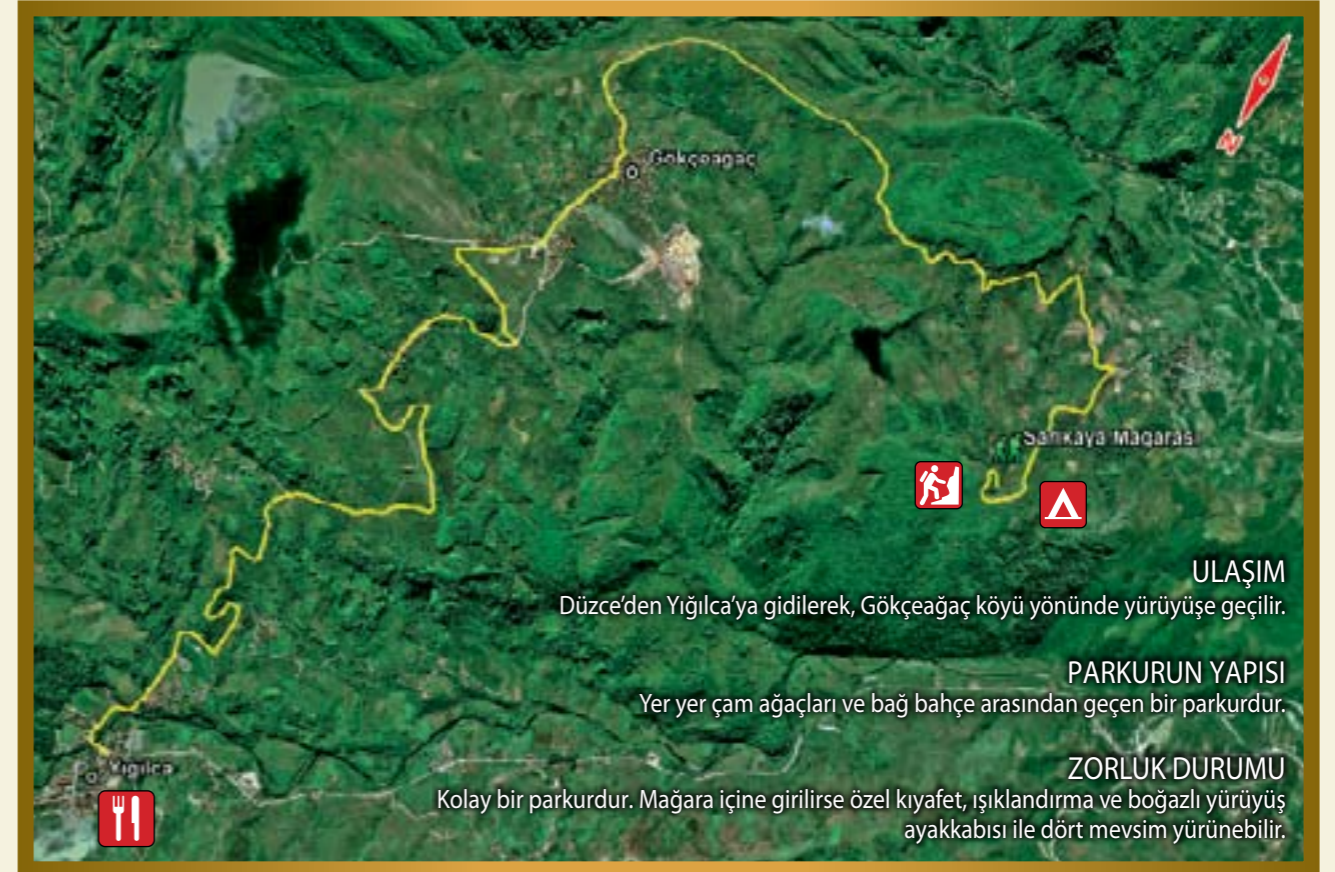 Gökçeağaç
Sarıkaya Mağarası
ULAŞIM
Düzce’den Yığılca’ya gidilerek, Gökçeağaç köyü yönünde yürüyüşe geçilir.
PARKURUN YAPISI
Yer yer çam ağaçları ve bağ bahçe arasından geçen bir parkurdur.
ZORLUK DURUMU
Kolay bir parkurdur. Mağara içine girilirse özel kıyafet, ışıklandırma ve boğazlı yürüyüş
ayakkabısı ile dört mevsim yürünebilir.
Yığılca
N